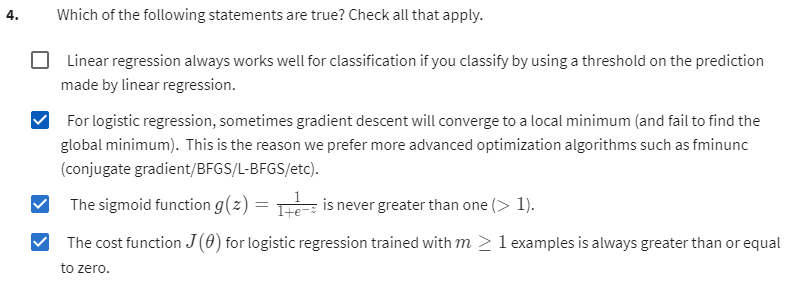 4. Which of the following statements are true? Check all that apply.
Linear regression always works well for classification if you classify by using a threshold on the prediction
made by linear regression.
For logistic regression, sometimes gradient descent will converge to a local minimum (and fail to find the
global minimum). This is the reason we prefer more advanced optimization algorithms such as fminunc
(conjugate gradient/BFGS/L-BFGS/etc).
The sigmoid function g(z) = 1/(1+e^{-z}) is never greater than one (> 1).
The cost function J(θ) for logistic regression trained with m ≥ 1 examples is always greater than or equal
to zero.